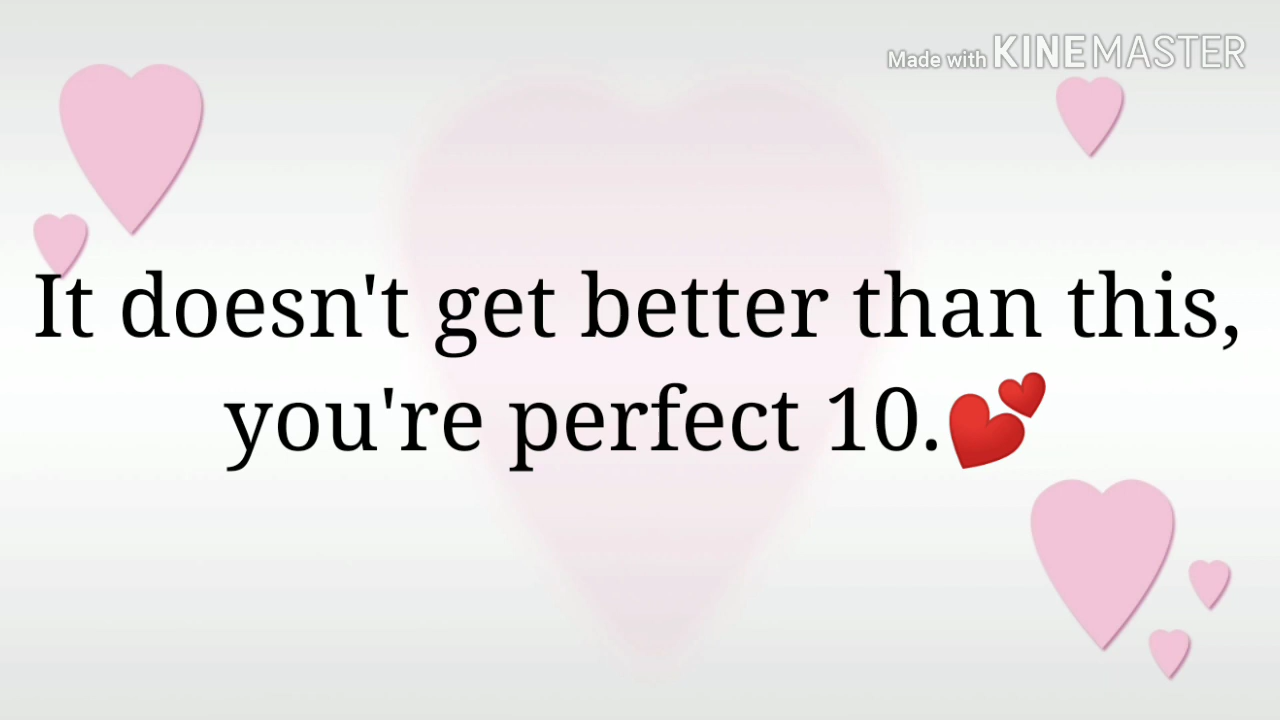 Made with KINEMASTER
It doesn't get better than this,
you're perfect 10.💕